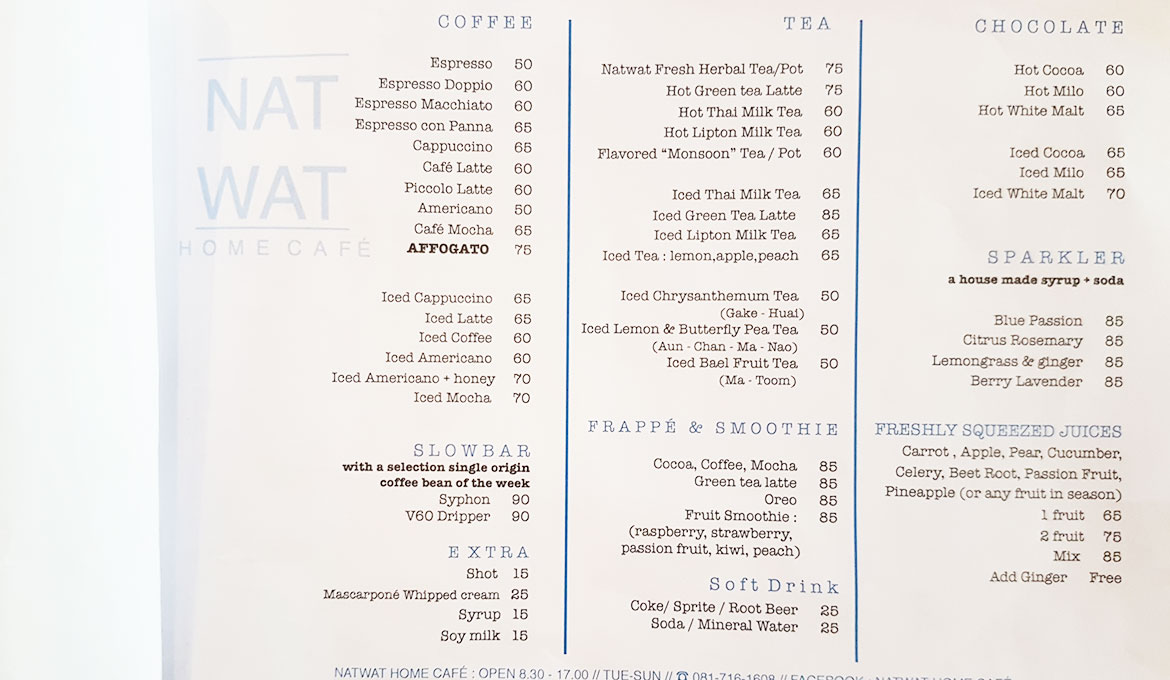 NAT
WAT
HOME CAFÉ
COFFEE
Espresso 50
Espresso Doppio 60
Espresso Macchiato 60
Espresso con Panna 65
Cappuccino 65
Café Latte 60
Piccolo Latte 60
Americano 50
Café Mocha 65
AFFOGATO 75
Iced Cappuccino 65
Iced Latte 65
Iced Coffee 60
Iced Americano 60
Iced Americano + honey 70
Iced Mocha 70
SLOWBAR
with a selection single origin
coffee bean of the week
Syphon 90
V60 Dripper 90
EXTRA
Shot 15
Mascarponé Whipped cream 25
Syrup 15
Soy milk 15
TEA
Natwat Fresh Herbal Tea/Pot 75
Hot Green tea Latte 75
Hot Thai Milk Tea 60
Hot Lipton Milk Tea 60
Flavored “Monsoon” Tea / Pot 60
Iced Thai Milk Tea 65
Iced Green Tea Latte 85
Iced Lipton Milk Tea 65
Iced Tea : lemon,apple,peach 65
Iced Chrysanthemum Tea 50
(Gake - Huai)
Iced Lemon & Butterfly Pea Tea 50
(Aun - Chan - Ma - Nao)
Iced Bael Fruit Tea 50
(Ma - Toom)
FRAPPÉ & SMOOTHIE
Cocoa, Coffee, Mocha 85
Green tea latte 85
Oreo 85
Fruit Smoothie : 85
(raspberry, strawberry,
passion fruit, kiwi, peach)
Soft Drink
Coke/ Sprite / Root Beer 25
Soda / Mineral Water 25
CHOCOLATE
Hot Cocoa 60
Hot Milo 60
Hot White Malt 65
Iced Cocoa 65
Iced Milo 65
Iced White Malt 70
SPARKLER
a house made syrup + soda
Blue Passion 85
Citrus Rosemary 85
Lemongrass & ginger 85
Berry Lavender 85
FRESHLY SQUEEZED JUICES
Carrot , Apple, Pear, Cucumber,
Celery, Beet Root, Passion Fruit,
Pineapple (or any fruit in season)
1 fruit 65
2 fruit 75
Mix 85
Add Ginger Free
NATWAT HOME CAFÉ : OPEN 8.30 - 17.00 // TUE-SUN // ☎ 081-716-1608 // FACEBOOK : NATWAT HOME CAFÉ